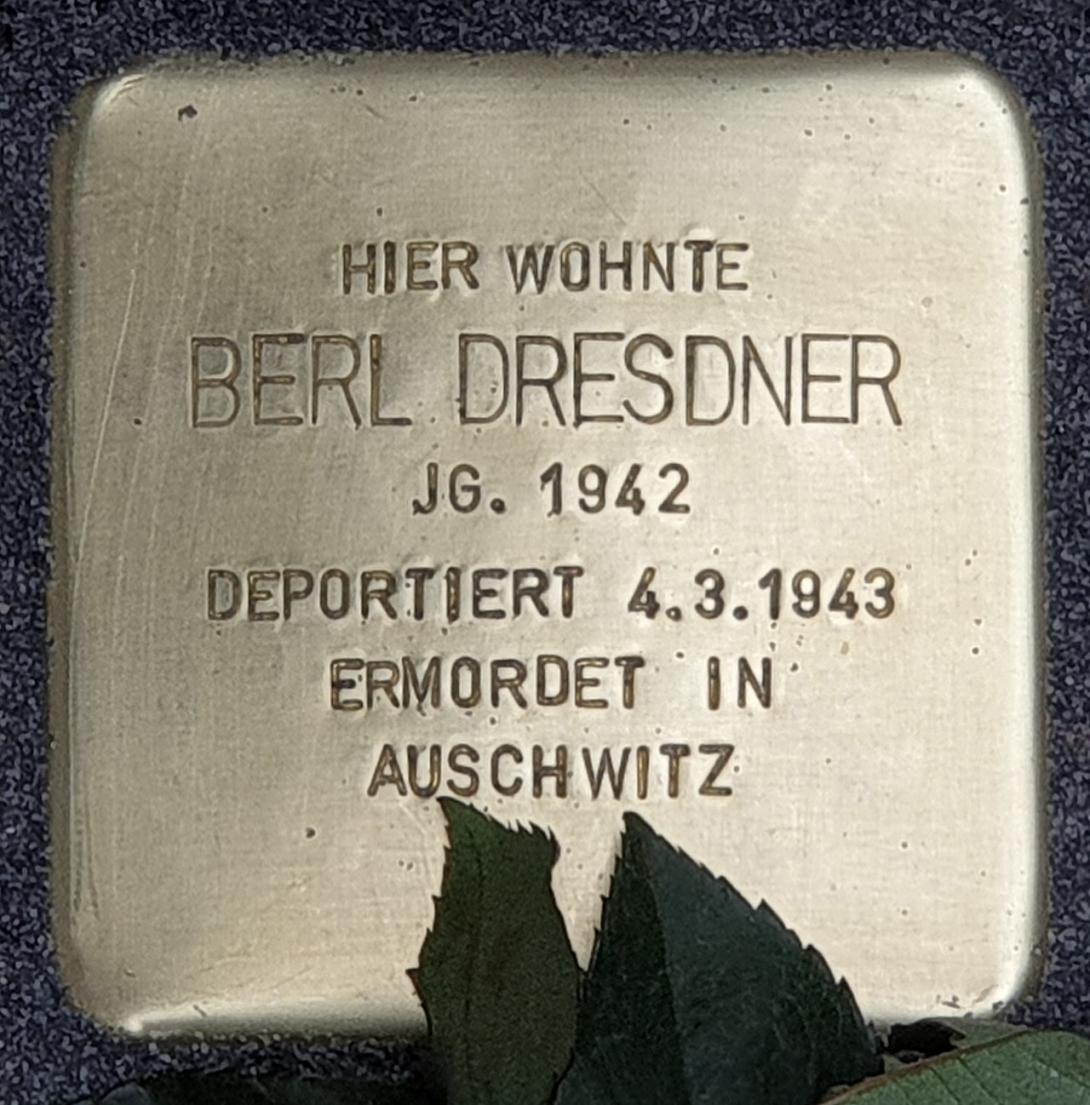 HIER WOHNTE
BERL DRESDNER
JG. 1942
DEPORTIERT 4.3.1943
ERMORDET IN
AUSCHWITZ